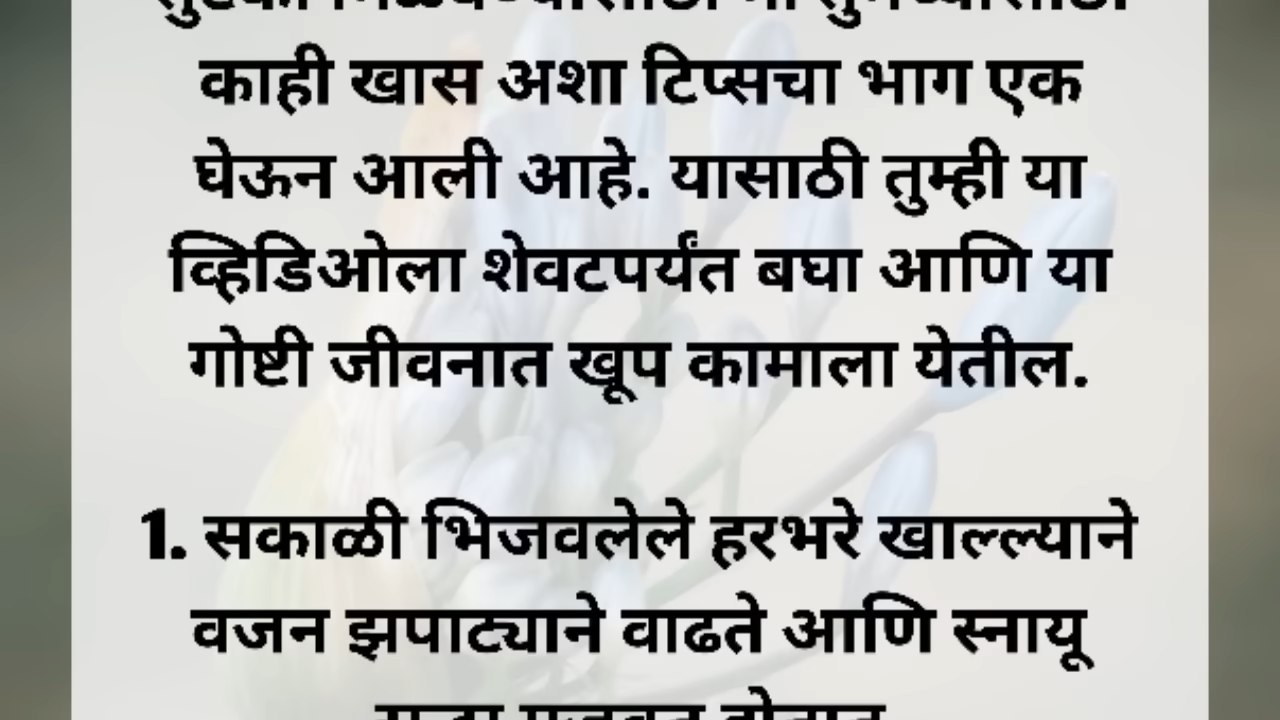 काही खास अशा टिप्सचा भाग एक
घेऊन आली आहे. यासाठी तुम्ही या
व्हिडिओला शेवटपर्यंत बघा आणि या
गोष्टी जीवनात खूप कामाला येतील.
1. सकाळी भिजवलेले हरभरे खाल्ल्याने
वजन झपाट्याने वाढते आणि स्नायू